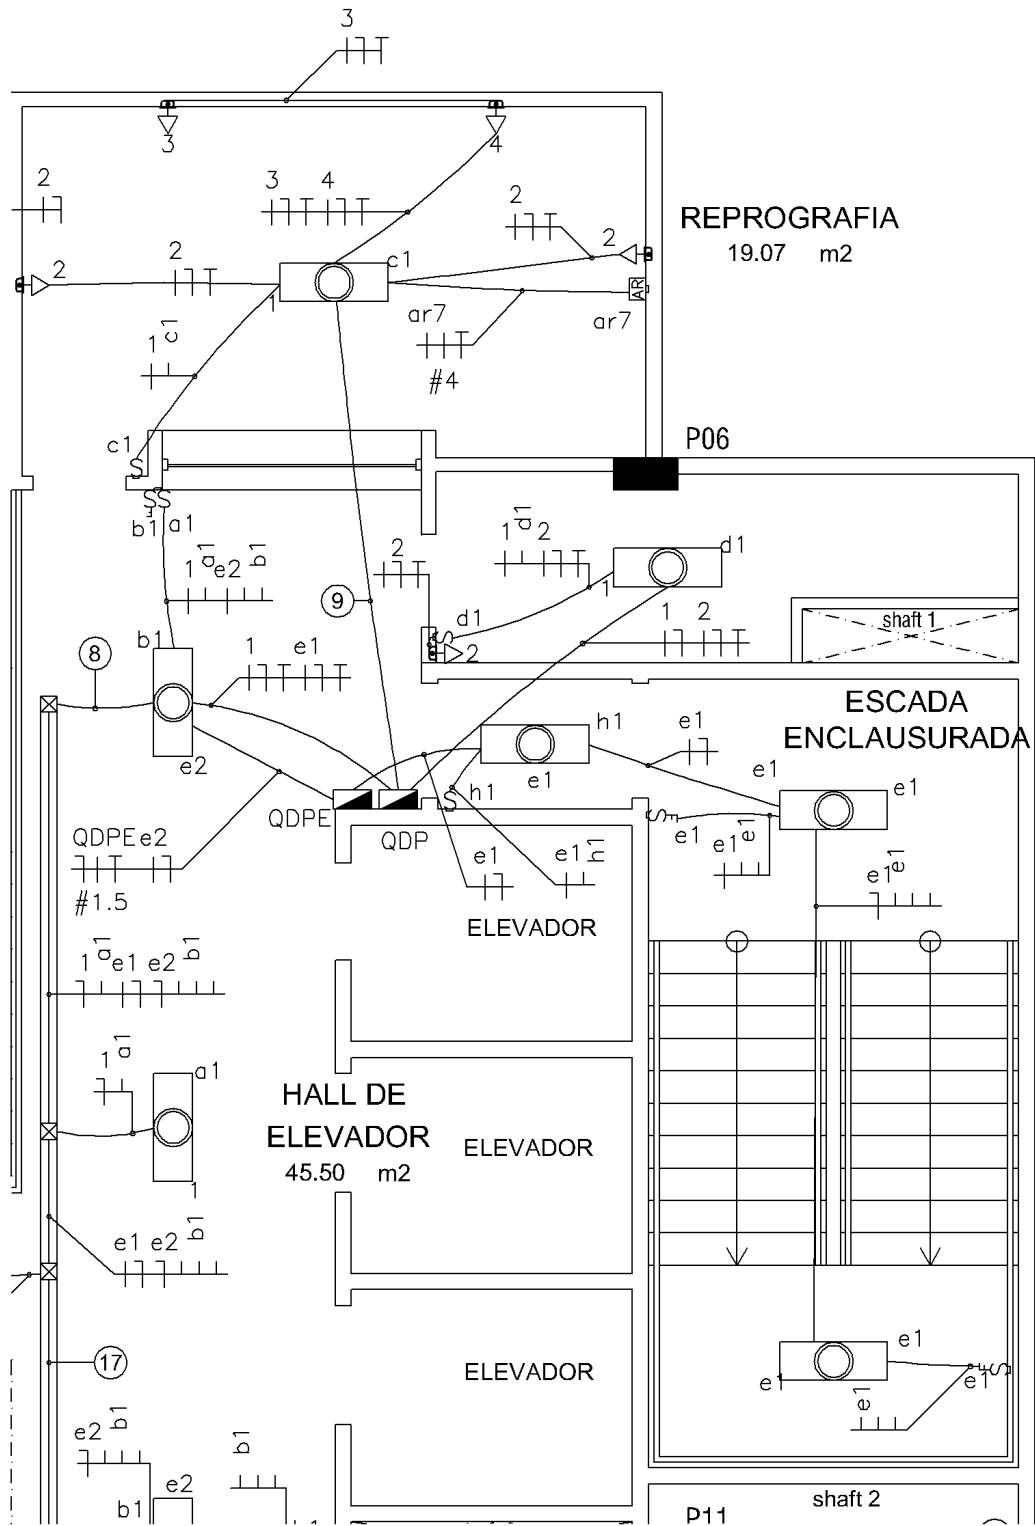 3
3
4
2
3 4
2
REPROGRAFIA
19.07 m2
2
2
2
c1
1
ar7
AR
ar7
1 c1
#4
c1
P06
b1 a1
1 a1 e2 b1
2
9
1 d1 2
d1
1
d1
2
1 2
shaft 1
8
b1
1 e1
e2
ESCADA
ENCLAUSURADA
h1
e1
e1
h1
e1
e1
e1
e1 e1
e1 e1
QDPE
QDP
QDPE e2
#1.5
e1
e1 h1
ELEVADOR
1 a1 e1 e2 b1
1 a1
a1
1
HALL DE
ELEVADOR
45.50 m2
ELEVADOR
e1 e2 b1
17
ELEVADOR
e1
e1
e1
e1
e2 b1
b1
e2
b1
shaft 2
P11